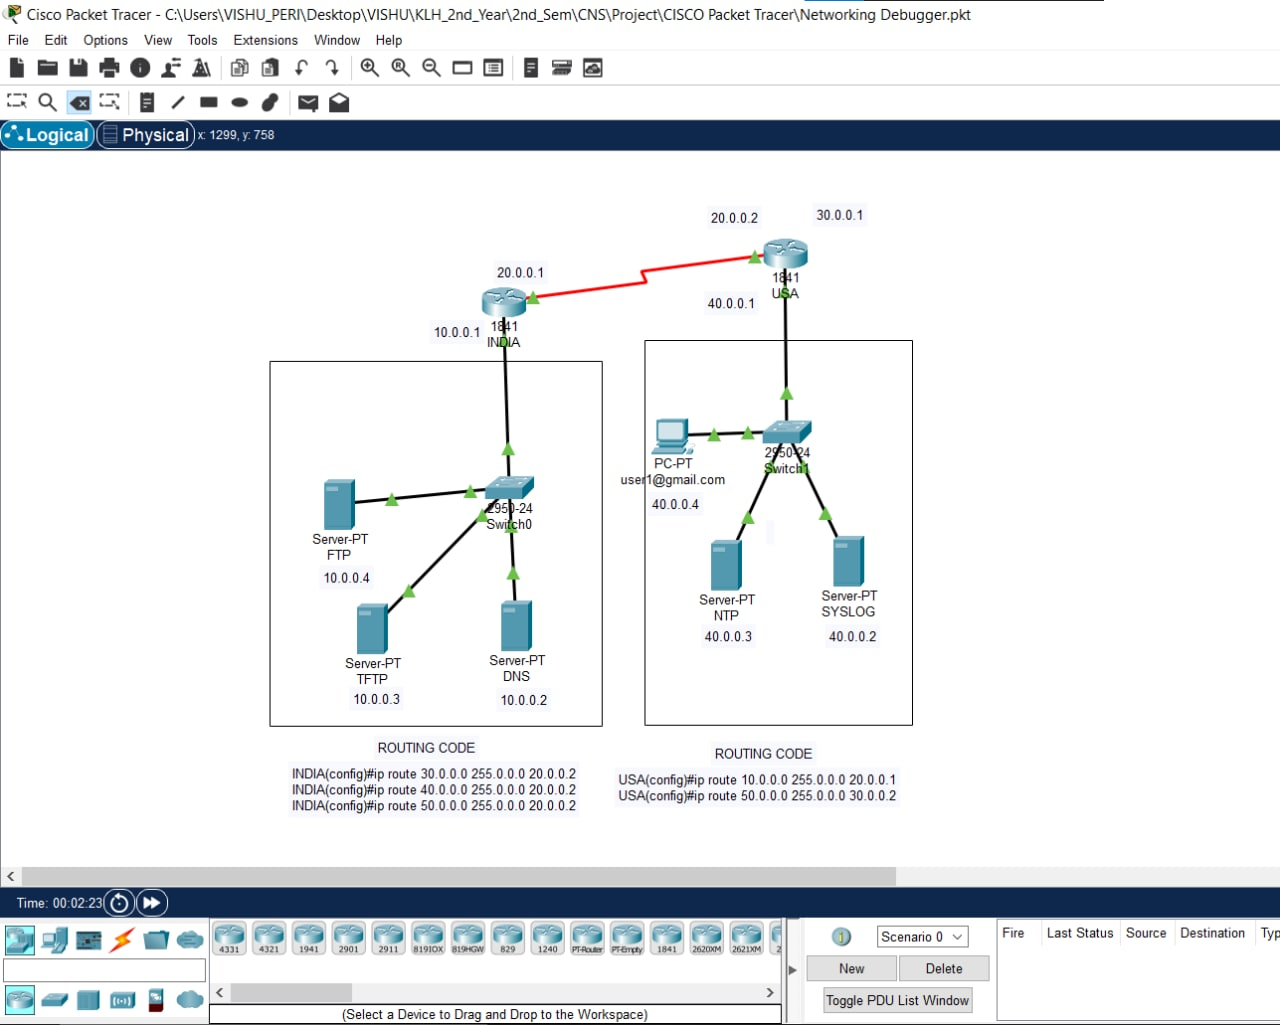 Cisco Packet Tracer - C:\Users\VISHU_PERI\Desktop\VISHU\KLH_2nd_Year\2nd_Sem\CNS\Project\CISCO Packet Tracer\Networking Debugger.pkt
File Edit Options View Tools Extensions Window Help
Logical Physical x: 1299, y: 758
20.0.0.2 30.0.0.1
1841
USA
20.0.0.1
40.0.0.1
10.0.0.1 1841
INDIA
PC-PT
user1@gmail.com
40.0.0.4
2950-24
Switch1
2950-24
Switch0
Server-PT
FTP
10.0.0.4
Server-PT
NTP
40.0.0.3
Server-PT
SYSLOG
40.0.0.2
Server-PT
TFTP
10.0.0.3
Server-PT
DNS
10.0.0.2
ROUTING CODE
INDIA(config)#ip route 30.0.0.0 255.0.0.0 20.0.0.2
INDIA(config)#ip route 40.0.0.0 255.0.0.0 20.0.0.2
INDIA(config)#ip route 50.0.0.0 255.0.0.0 20.0.0.2
ROUTING CODE
USA(config)#ip route 10.0.0.0 255.0.0.0 20.0.0.1
USA(config)#ip route 50.0.0.0 255.0.0.0 30.0.0.2
Time: 00:02:23
4331 4321 1941 2901 2911 819IOX 819HGW 829 1240 PT-Router PT-Empty 1841 2620XM 2621XM 2
(Select a Device to Drag and Drop to the Workspace)
Scenario 0
New Delete
Toggle PDU List Window
Fire Last Status Source Destination Typ